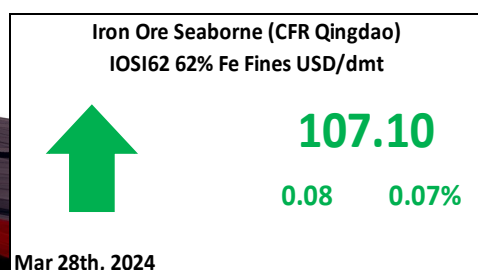 Iron Ore Seaborne (CFR Qingdao)
IOSI62 62% Fe Fines USD/dmt
107.10
0.08 0.07%
Mar 28th, 2024